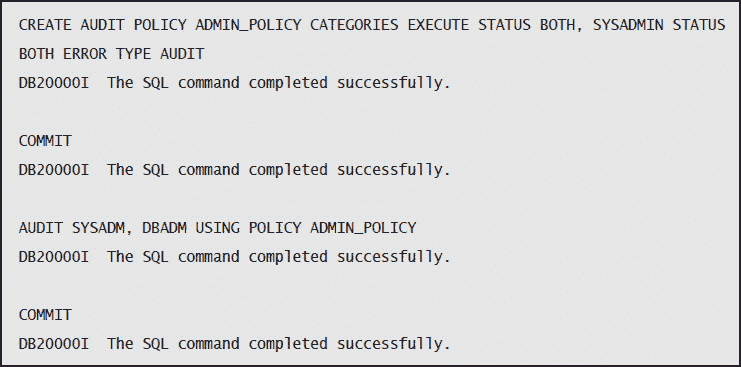 CREATE AUDIT POLICY ADMIN_POLICY CATEGORIES EXECUTE STATUS BOTH, SYSADMIN STATUS
BOTH ERROR TYPE AUDIT
DB20000I  The SQL command completed successfully.
COMMIT
DB20000I  The SQL command completed successfully.
AUDIT SYSADM, DBADM USING POLICY ADMIN_POLICY
DB20000I  The SQL command completed successfully.
COMMIT
DB20000I  The SQL command completed successfully.